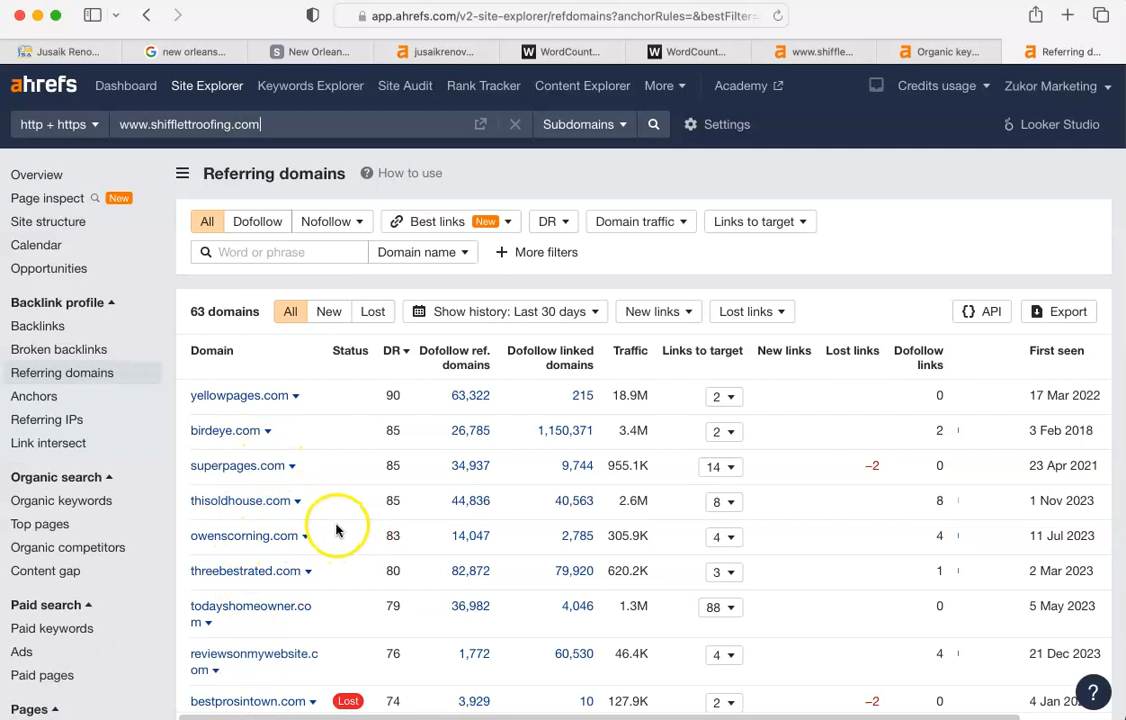 app.ahrefs.com/v2-site-explorer/refdomains?anchorRules=&bestFilter=
Jusaik Reno...
new orleans...
New Orlean...
jusaikrenov...
WordCount...
WordCount...
www.shiffle...
Organic key...
Referring d...
ahrefs
Dashboard
Site Explorer
Keywords Explorer
Site Audit
Rank Tracker
Content Explorer
More
Academy
Credits usage
Zukor Marketing
http + https
www.shifflettroofing.com
Subdomains
Settings
Looker Studio
Overview
Page inspect New
Site structure
Calendar
Opportunities
Backlink profile
Backlinks
Broken backlinks
Referring domains
Anchors
Referring IPs
Link intersect
Organic search
Organic keywords
Top pages
Organic competitors
Content gap
Paid search
Paid keywords
Ads
Paid pages
Pages
Referring domains ? How to use
All Dofollow Nofollow Best links New DR Domain traffic Links to target
Word or phrase Domain name + More filters
63 domains All New Lost Show history: Last 30 days New links Lost links {} API Export
Domain Status DR Dofollow ref. domains Dofollow linked domains Traffic Links to target New links Lost links Dofollow links First seen
yellowpages.com 90 63,322 215 18.9M 2 0 17 Mar 2022
birdeye.com 85 26,785 1,150,371 3.4M 2 2 3 Feb 2018
superpages.com 85 34,937 9,744 955.1K 14 −2 0 23 Apr 2021
thisoldhouse.com 85 44,836 40,563 2.6M 8 8 1 Nov 2023
owenscorning.com 83 14,047 2,785 305.9K 4 4 11 Jul 2023
threebestrated.com 80 82,872 79,920 620.2K 3 1 2 Mar 2023
todayshomeowner.co
m 79 36,982 4,046 1.3M 88 0 5 May 2023
reviewsonmywebsite.c
om 76 1,772 60,530 46.4K 4 4 21 Dec 2023
bestprosintown.com Lost 74 3,929 10 127.9K 2 −2 0 4 Jan
?